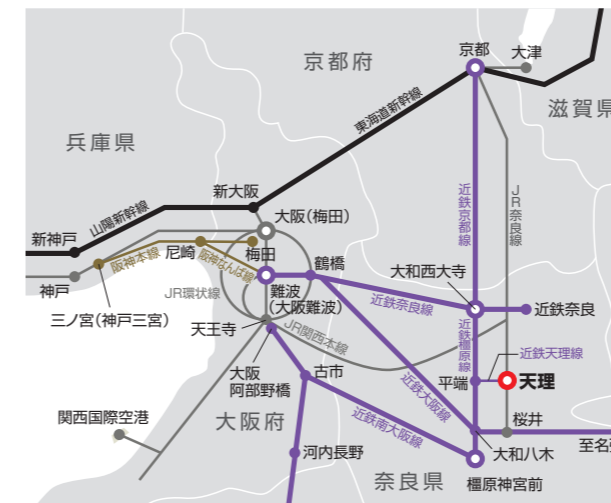 京都
大津
京都府
滋賀県
東海道新幹線
兵庫県
新大阪
山陽新幹線
大阪(梅田)
近鉄京都線
JR奈良線
新神戸
阪神本線
尼崎
梅田
阪神なんば線
鶴橋
大和西大寺
神戸
JR環状線
難波
(大阪難波)
近鉄奈良線
近鉄奈良
三ノ宮(神戸三宮)
天王寺
JR関西本線
近鉄橿原線
近鉄天理線
大阪
阿部野橋
古市
近鉄大阪線
平端
天理
関西国際空港
大阪府
近鉄南大阪線
桜井
大和八木
至名張
河内長野
奈良県
橿原神宮前